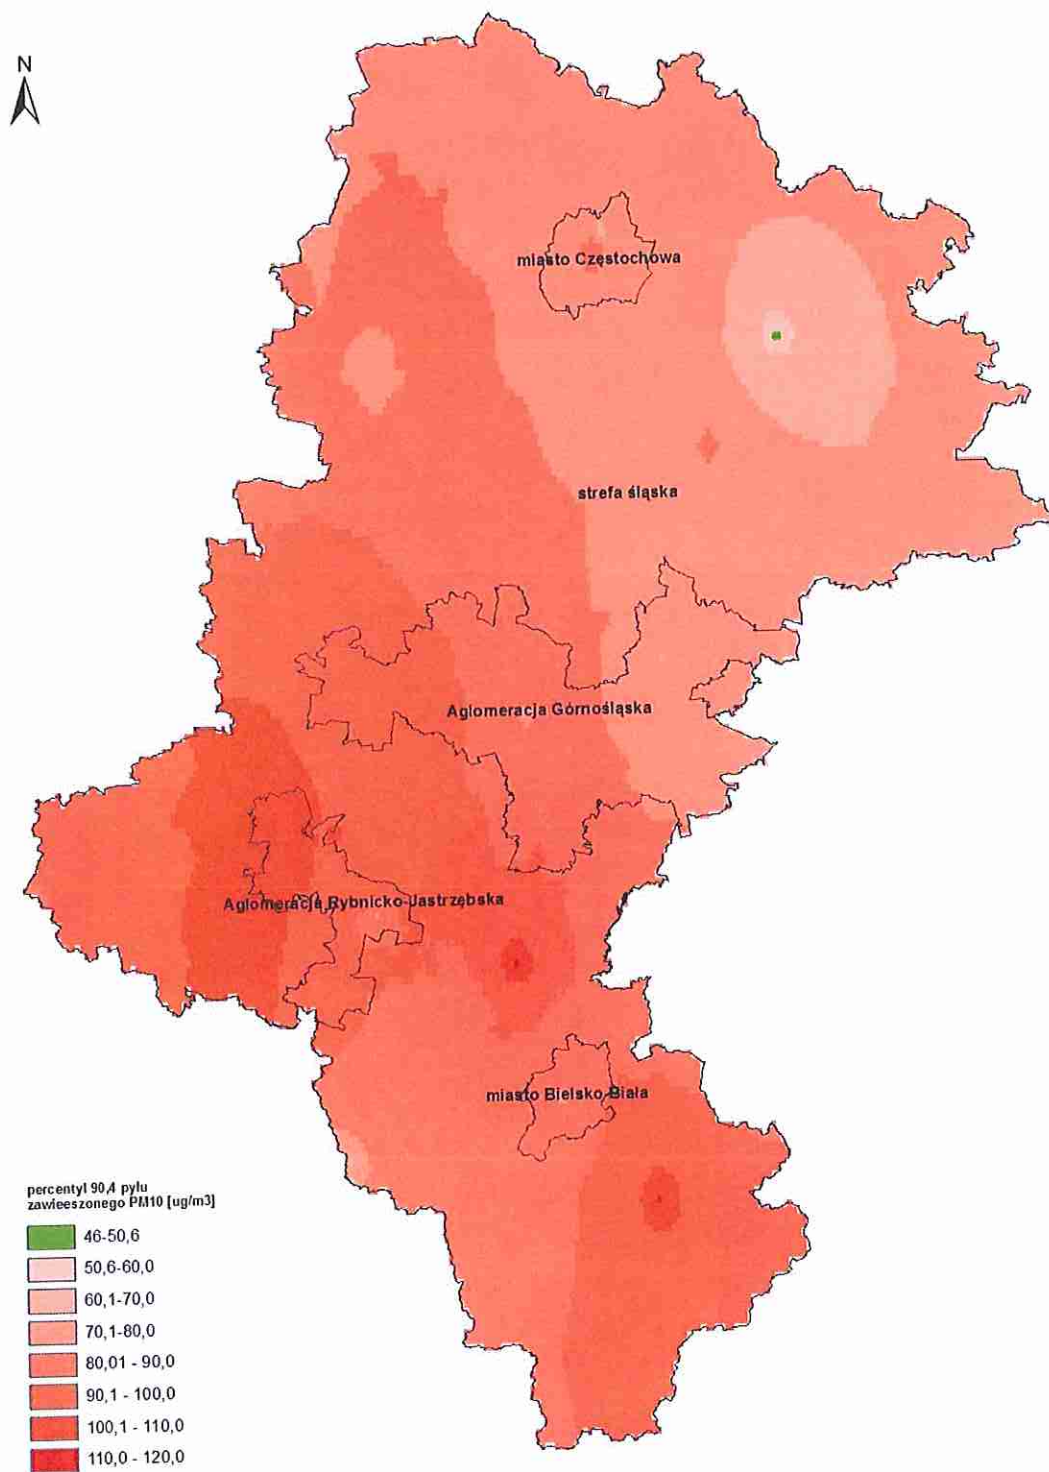 N
miasto Częstochowa
strefa śląska
Aglomeracja Górnośląska
Aglomeracja Rybnicko-Jastrzębska
miasto Bielsko-Biała
percentyl 90,4 pyłu
zawieeszonego PM10 [ug/m3]
46-50,6
50,6-60,0
60,1-70,0
70,1-80,0
80,01 - 90,0
90,1 - 100,0
100,1 - 110,0
110,0 - 120,0